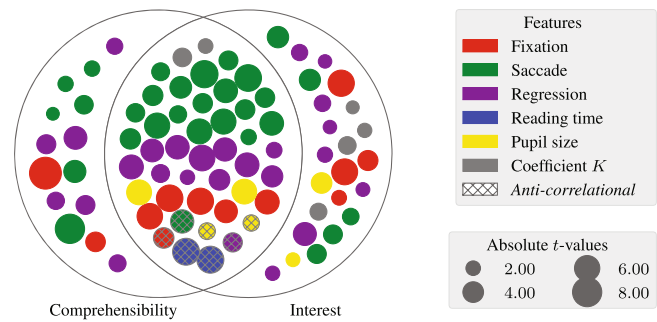 Features
Fixation
Saccade
Regression
Reading time
Pupil size
Coefficient K
Anti-correlational
Absolute t-values
2.00 6.00
4.00 8.00
Comprehensibility Interest